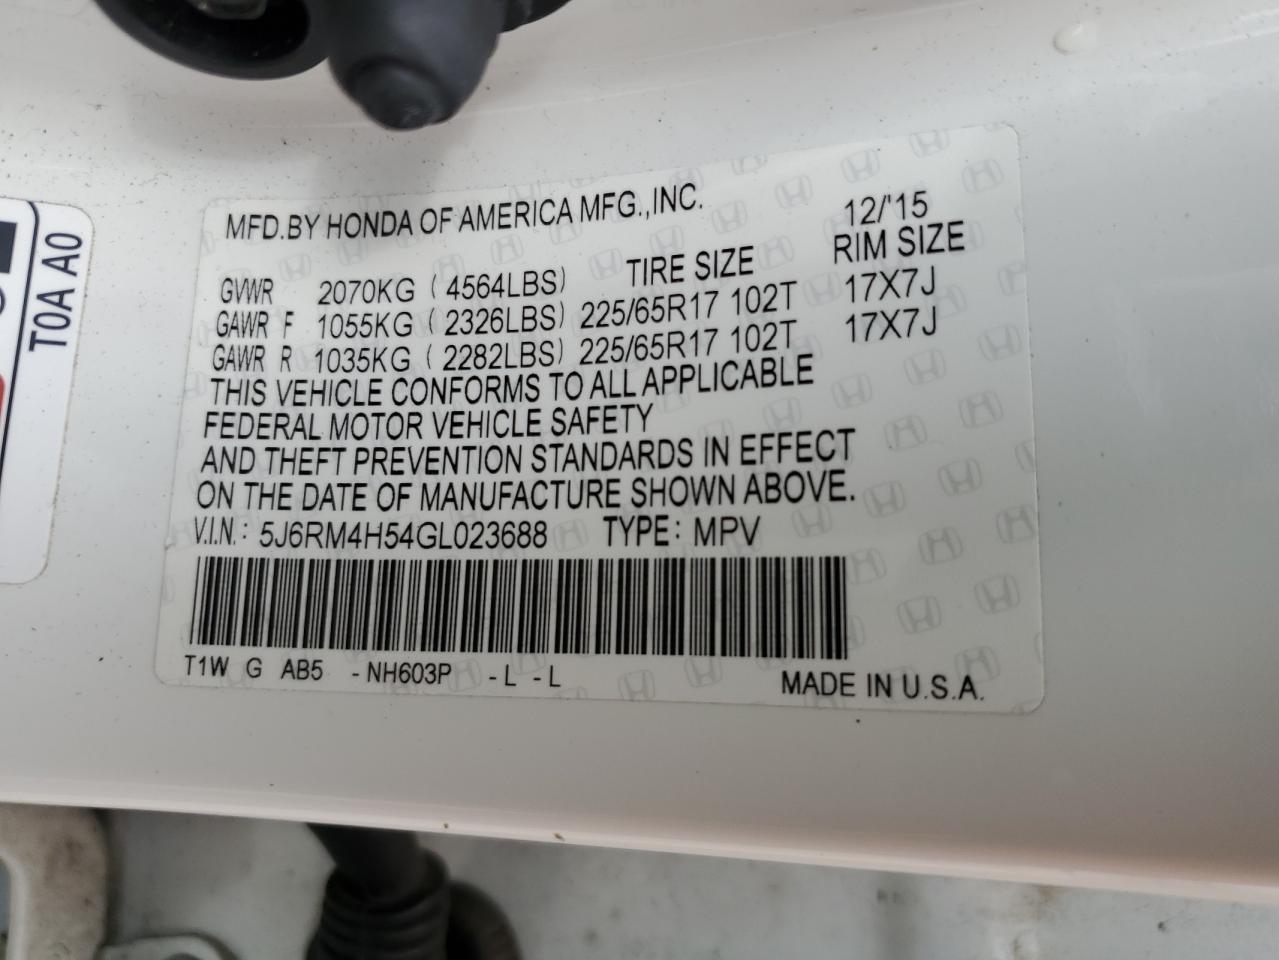 MFD.BY HONDA OF AMERICA MFG.,INC. 12/'15
TIRE SIZE RIM SIZE
GVWR 2070KG (4564LBS)
GAWR F 1055KG (2326LBS) 225/65R17 102T 17X7J
GAWR R 1035KG (2282LBS) 225/65R17 102T 17X7J
THIS VEHICLE CONFORMS TO ALL APPLICABLE
FEDERAL MOTOR VEHICLE SAFETY
AND THEFT PREVENTION STANDARDS IN EFFECT
ON THE DATE OF MANUFACTURE SHOWN ABOVE.
V.I.N.: 5J6RM4H54GL023688 TYPE: MPV
T1W G AB5 -NH603P -L -L
MADE IN U.S.A.
T0A A0